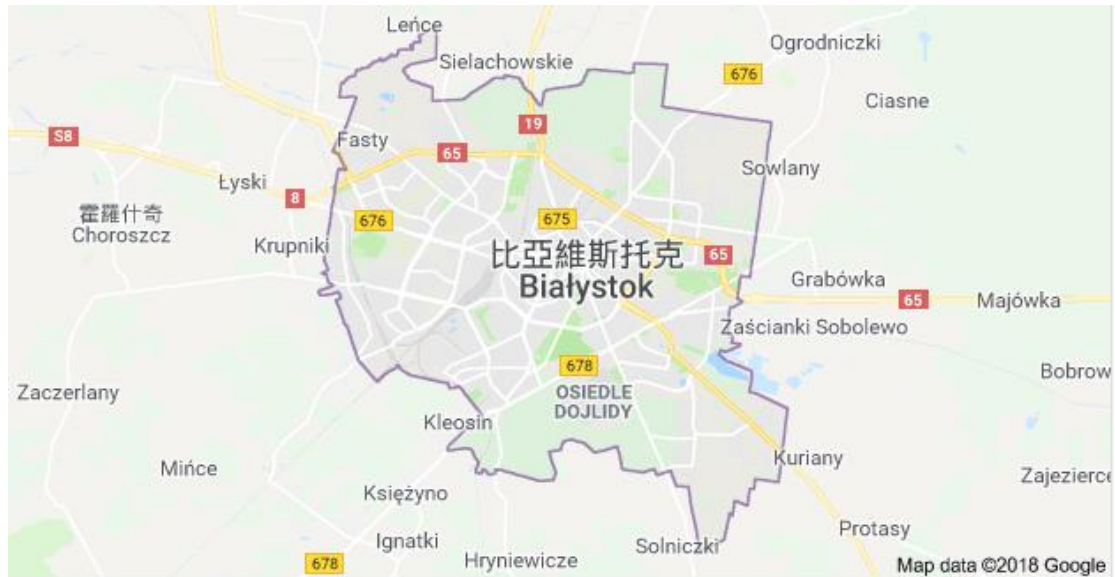 Leńce
Sielachowskie
Ogrodniczki
676
Ciasne
19
S8
Fasty
65
Sowlany
Łyski
8
霍羅什奇
Choroszcz
676
675
Krupniki
比亞維斯托克
Białystok
65
Grabówka
65
Majówka
Zaścianki Sobolewo
678
Bobrow
Zaczerlany
OSIEDLE
DOJLIDY
Kleosin
Kuriany
Mińce
Zajezierce
Księżyno
Protasy
Ignatki
Solniczki
678
Hryniewicze
Map data ©2018 Google